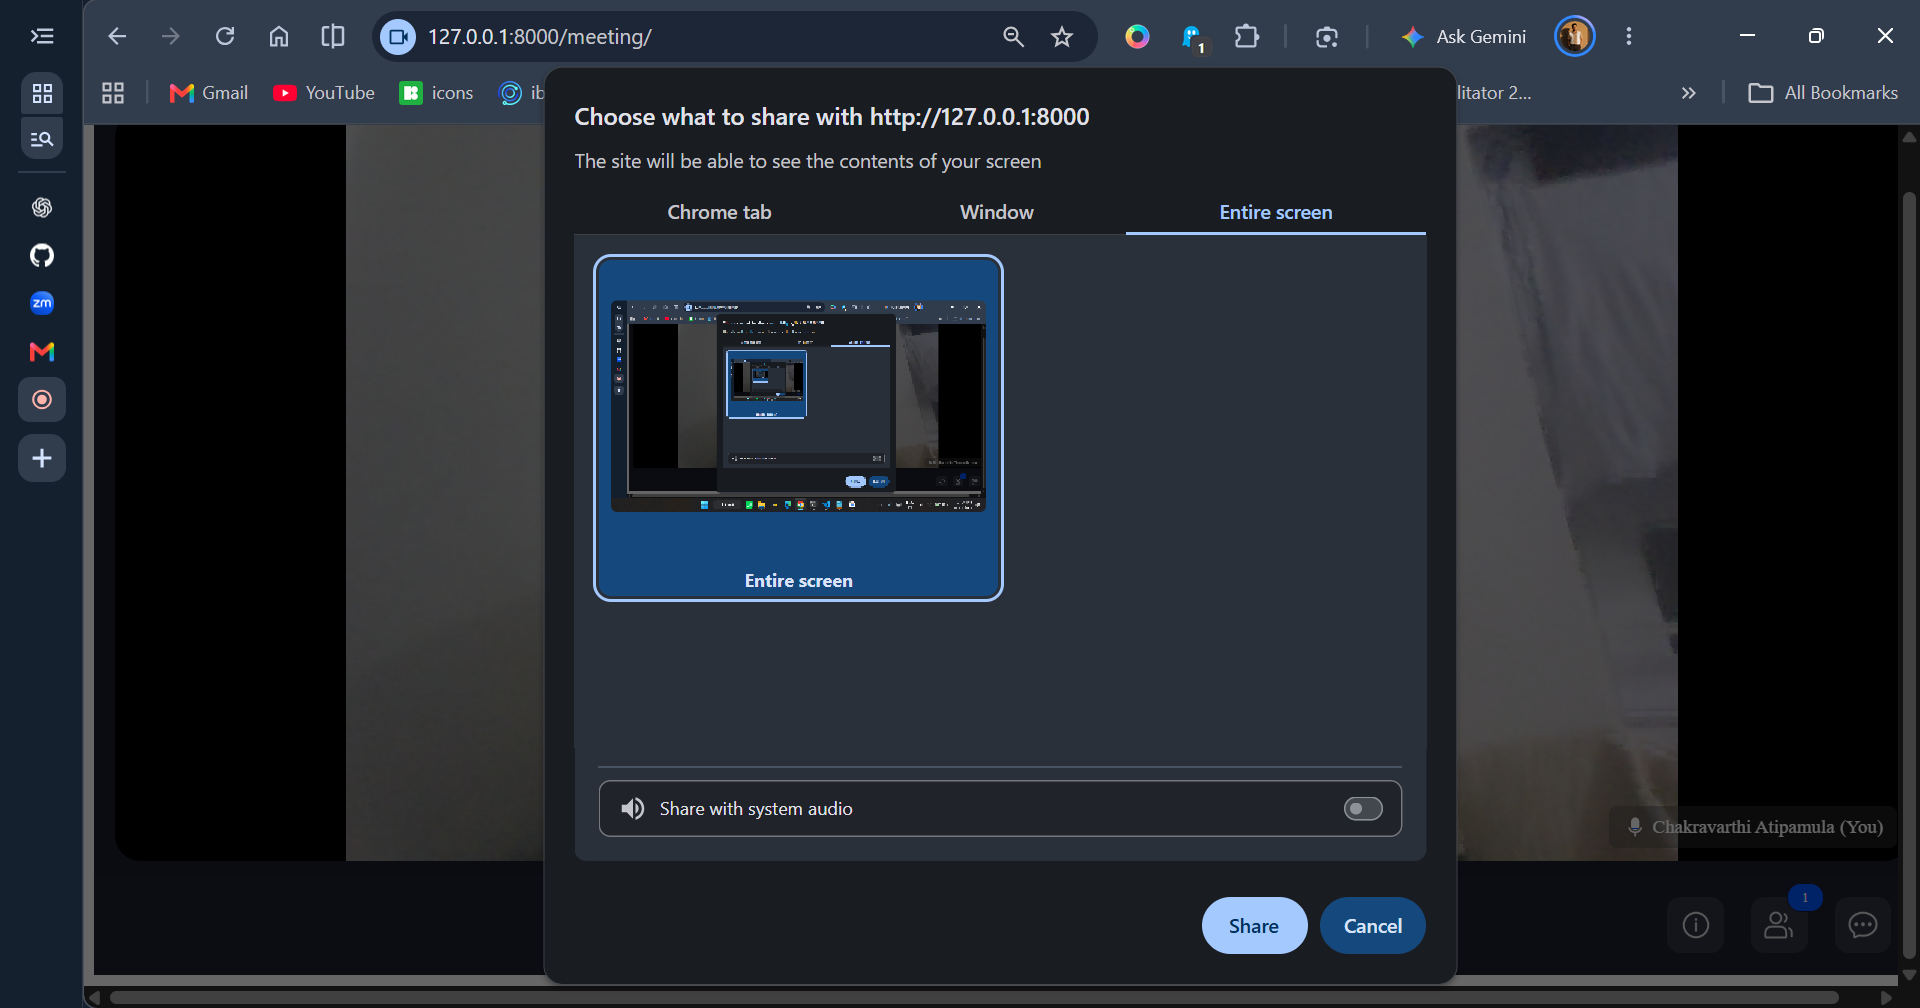 127.0.0.1:8000/meeting/
1
Ask Gemini
Gmail
YouTube
icons
ib
litator 2...
All Bookmarks
zm
Choose what to share with http://127.0.0.1:8000
The site will be able to see the contents of your screen
Chrome tab
Window
Entire screen
Entire screen
Share with system audio
Chakravarthi Atipamula (You)
1
Share
Cancel